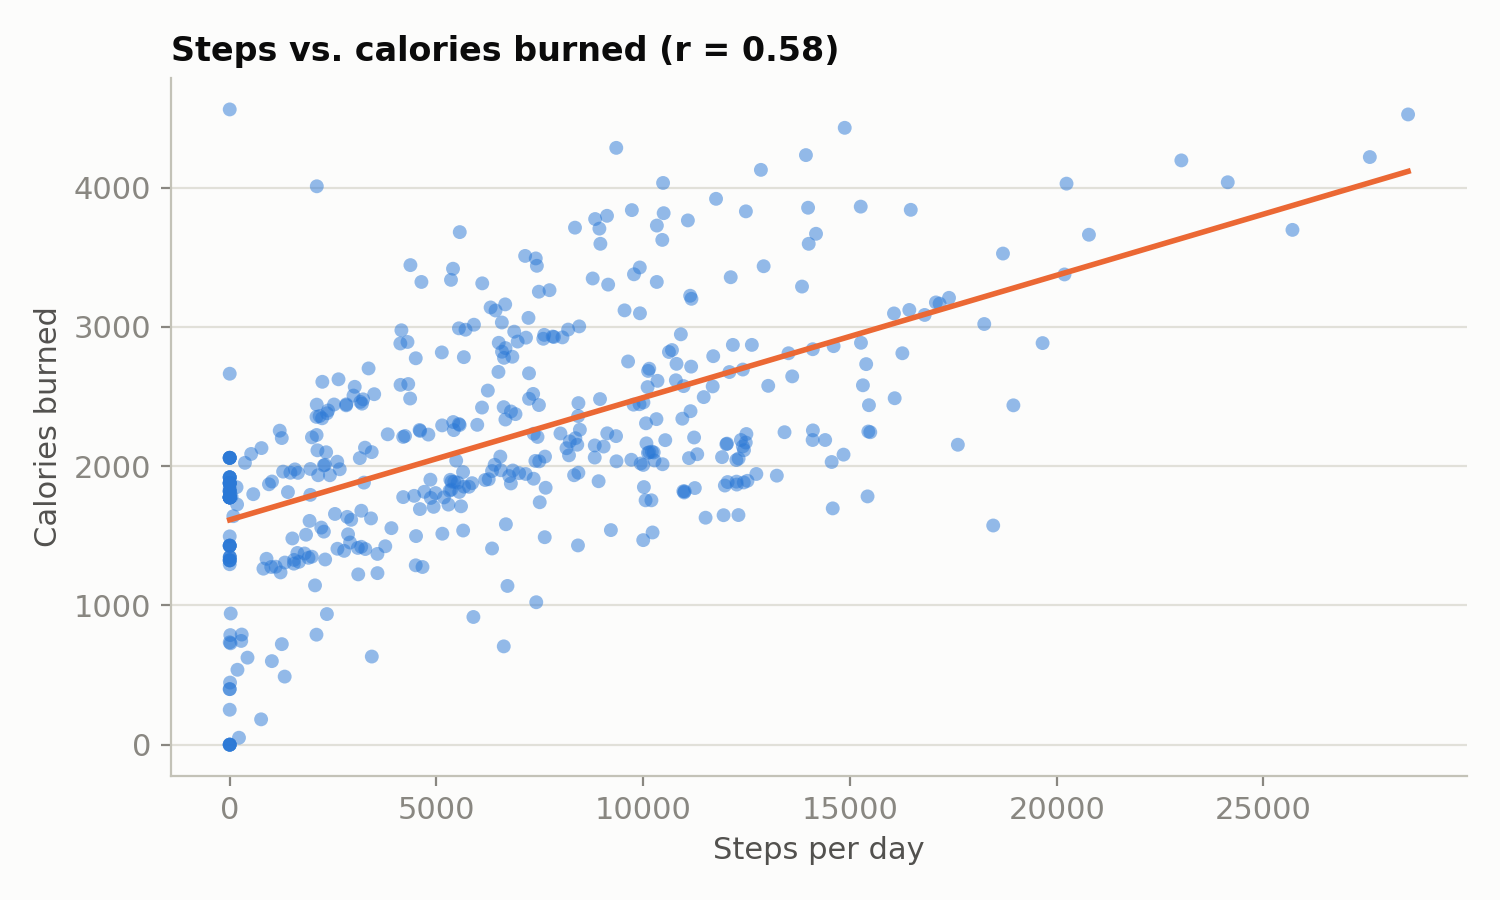 Steps vs. calories burned (r = 0.58)
Calories burned
4000
3000
2000
1000
0
0 5000 10000 15000 20000 25000
Steps per day